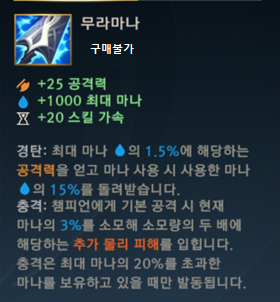 무라마나
구매불가
+25 공격력
+1000 최대 마나
+20 스킬 가속
경탄: 최대 마나 의 1.5%에 해당하는
공격력을 얻고 마나 사용 시 사용한 마나
의 15%를 돌려받습니다.
충격: 챔피언에게 기본 공격 시 현재
마나의 3%를 소모해 소모량의 두 배에
해당하는 추가 물리 피해를 입힙니다.
충격은 최대 마나의 20%를 초과한
마나를 보유하고 있을 때만 발동됩니다.